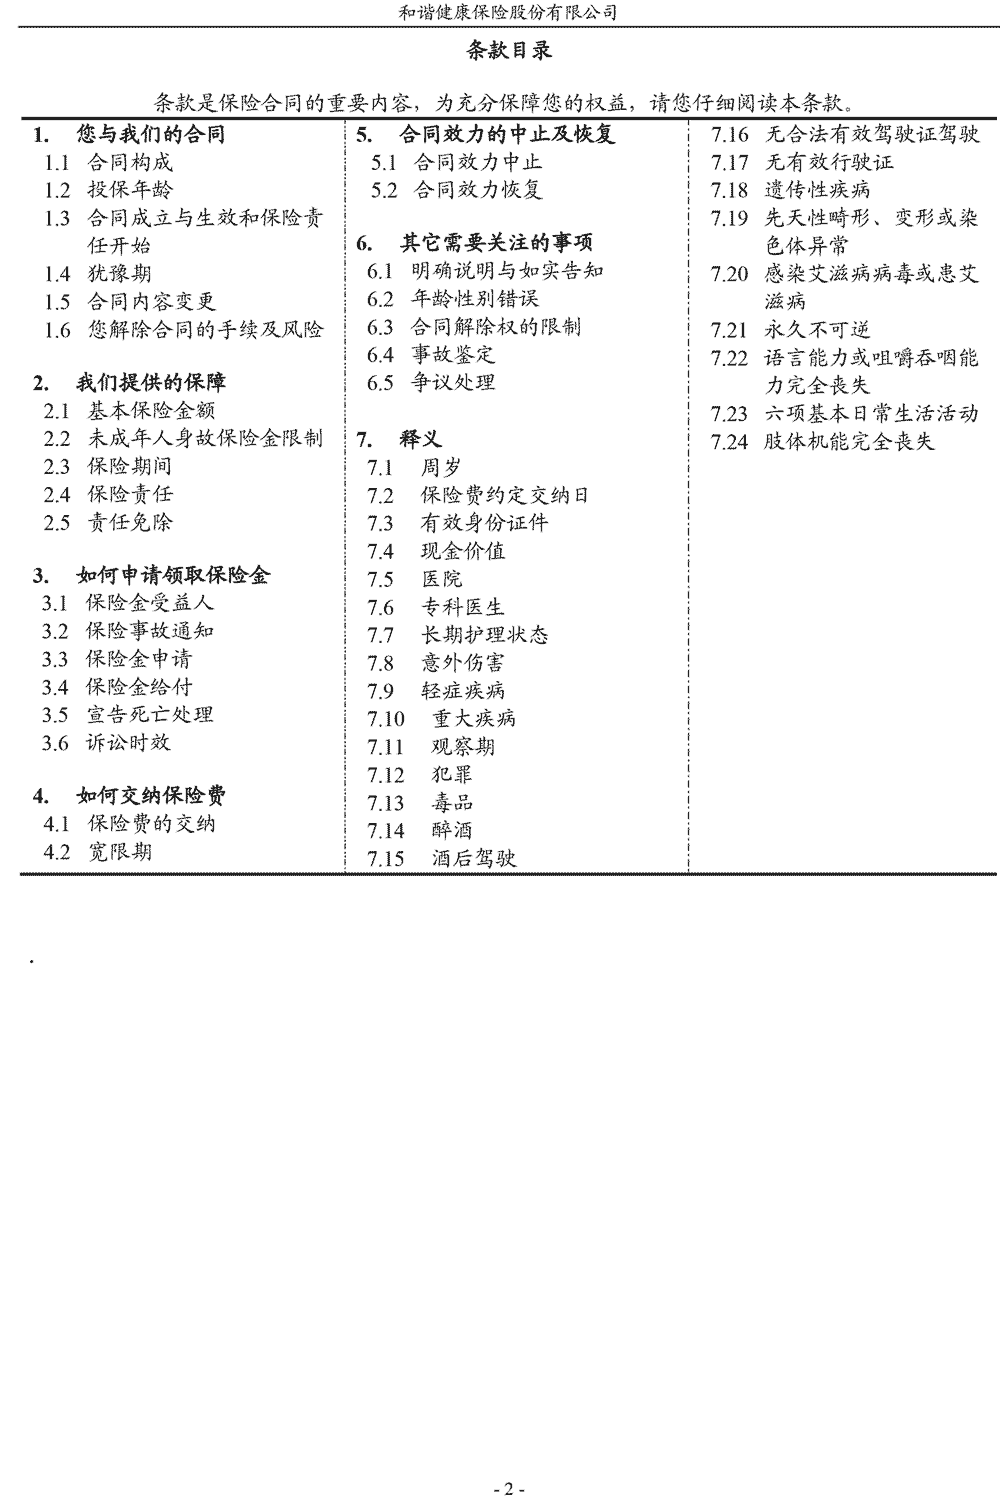 和谐健康保险股份有限公司
条款目录
条款是保险合同的重要内容，为充分保障您的权益，请您仔细阅读本条款。
1. 您与我们的合同
1.1 合同构成
1.2 投保年龄
1.3 合同成立与生效和保险责
任开始
1.4 犹豫期
1.5 合同内容变更
1.6 您解除合同的手续及风险
2. 我们提供的保障
2.1 基本保险金额
2.2 未成年人身故保险金限制
2.3 保险期间
2.4 保险责任
2.5 责任免除
3. 如何申请领取保险金
3.1 保险金受益人
3.2 保险事故通知
3.3 保险金申请
3.4 保险金给付
3.5 宣告死亡处理
3.6 诉讼时效
4. 如何交纳保险费
4.1 保险费的交纳
4.2 宽限期
5. 合同效力的中止及恢复
5.1 合同效力中止
5.2 合同效力恢复
6. 其它需要关注的事项
6.1 明确说明与如实告知
6.2 年龄性别错误
6.3 合同解除权的限制
6.4 事故鉴定
6.5 争议处理
7. 释义
7.1 周岁
7.2 保险费约定交纳日
7.3 有效身份证件
7.4 现金价值
7.5 医院
7.6 专科医生
7.7 长期护理状态
7.8 意外伤害
7.9 轻症疾病
7.10 重大疾病
7.11 观察期
7.12 犯罪
7.13 毒品
7.14 醉酒
7.15 酒后驾驶
7.16 无合法有效驾驶证驾驶
7.17 无有效行驶证
7.18 遗传性疾病
7.19 先天性畸形、变形或染
色体异常
7.20 感染艾滋病病毒或患艾
滋病
7.21 永久不可逆
7.22 语言能力或咀嚼吞咽能
力完全丧失
7.23 六项基本日常生活活动
7.24 肢体机能完全丧失
- 2 -